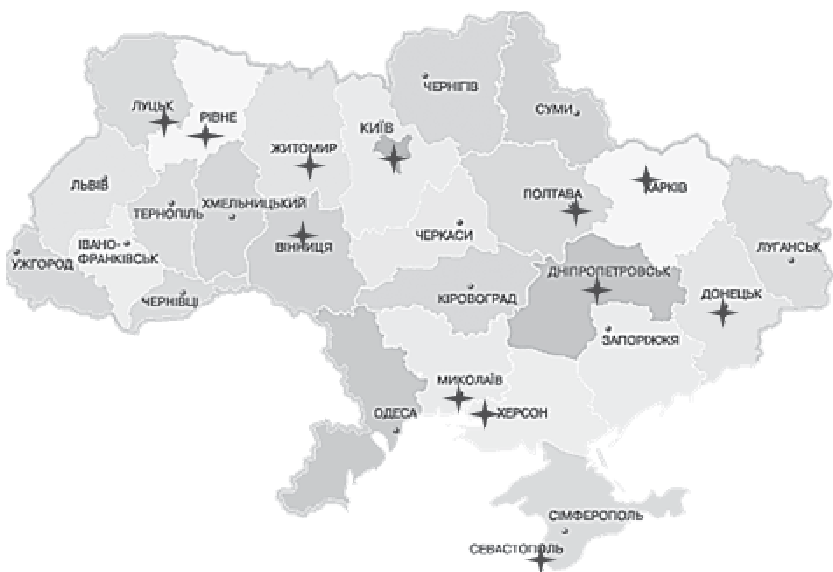 ЧЕРНІГІВ
ЛУЦЬК
РІВНЕ
СУМИ
КИЇВ
ЖИТОМИР
ЛЬВІВ
ХАРКІВ
ПОЛТАВА
ТЕРНОПІЛЬ
ХМЕЛЬНИЦЬКИЙ
ЧЕРКАСИ
ІВАНО-
ФРАНКІВСЬК
ВІННИЦЯ
ЛУГАНСЬК
УЖГОРОД
ДНІПРОПЕТРОВСЬК
ДОНЕЦЬК
ЧЕРНІВЦІ
КІРОВОГРАД
ЗАПОРІЖЖЯ
МИКОЛАЇВ
ОДЕСА
ХЕРСОН
СІМФЕРОПОЛЬ
СЕВАСТОПОЛЬ